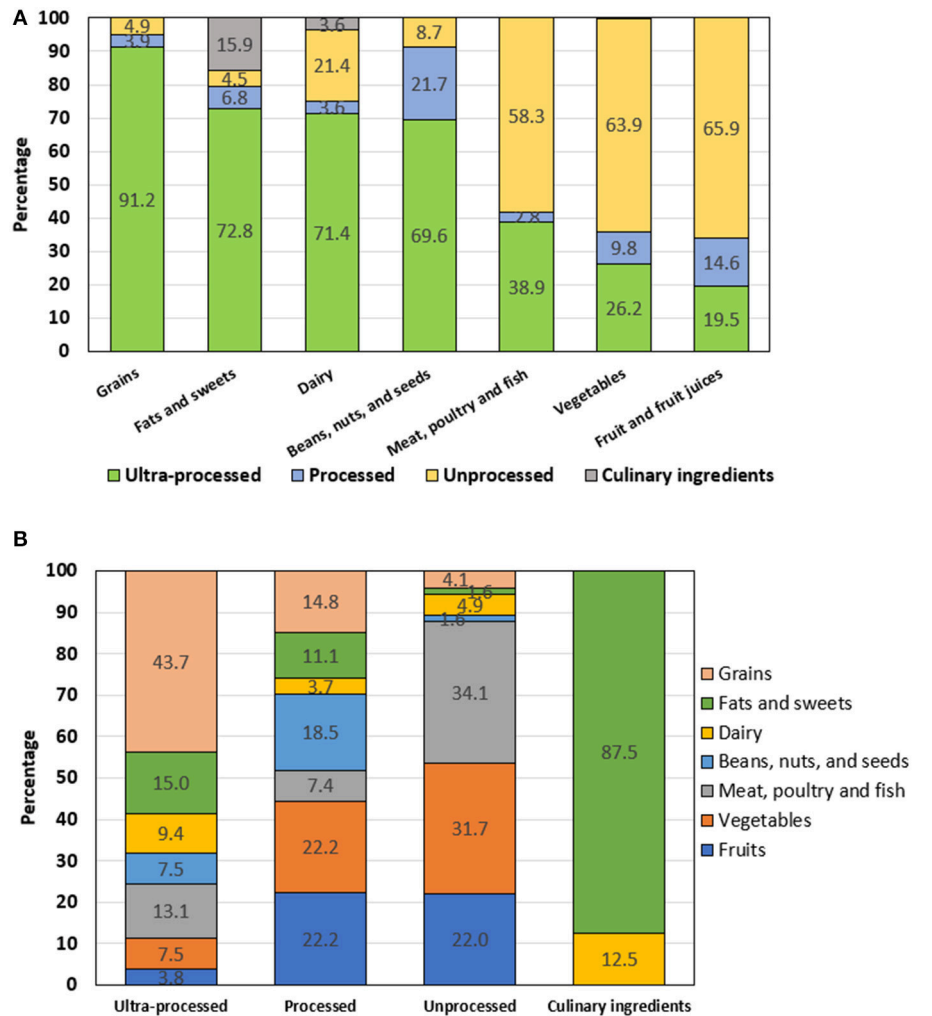 A
100
90
80
70
60
50
40
30
20
10
0
Percentage
4.9 15.9 3.6 8.7
3.9 4.5 21.4 21.7 58.3 63.9 65.9
6.8 3.6
91.2 72.8 71.4 69.6 2.8 9.8 14.6
38.9 26.2 19.5
Grains
Fats and sweets
Dairy
Beans, nuts, and seeds
Meat, poultry and fish
Vegetables
Fruit and fruit juices
Ultra-processed Processed Unprocessed Culinary ingredients
B
100
90
80
70
60
50
40
30
20
10
0
Percentage
43.7
15.0
9.4
7.5
13.1
7.5
3.8
14.8
11.1
3.7
18.5
7.4
22.2
22.2
4.1
1.6
4.9
1.6
34.1
31.7
22.0
87.5
12.5
Ultra-processed Processed Unprocessed Culinary ingredients
Grains
Fats and sweets
Dairy
Beans, nuts, and seeds
Meat, poultry and fish
Vegetables
Fruits